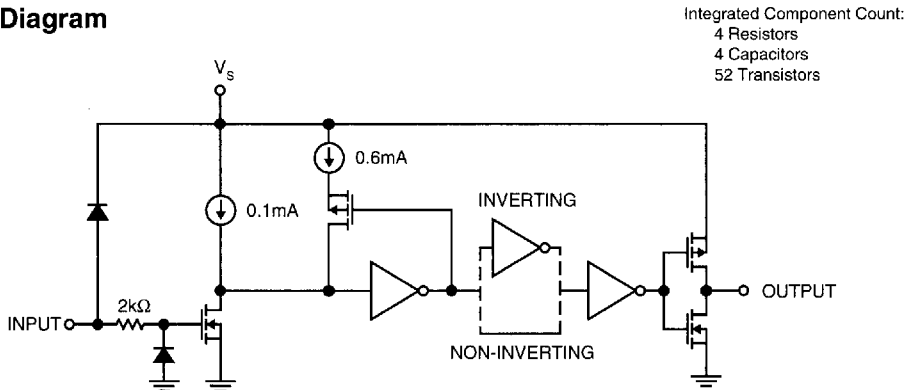 Diagram
Integrated Component Count:
4 Resistors
4 Capacitors
52 Transistors
VS
0.6mA
0.1mA
INVERTING
2kΩ
INPUT
OUTPUT
NON-INVERTING